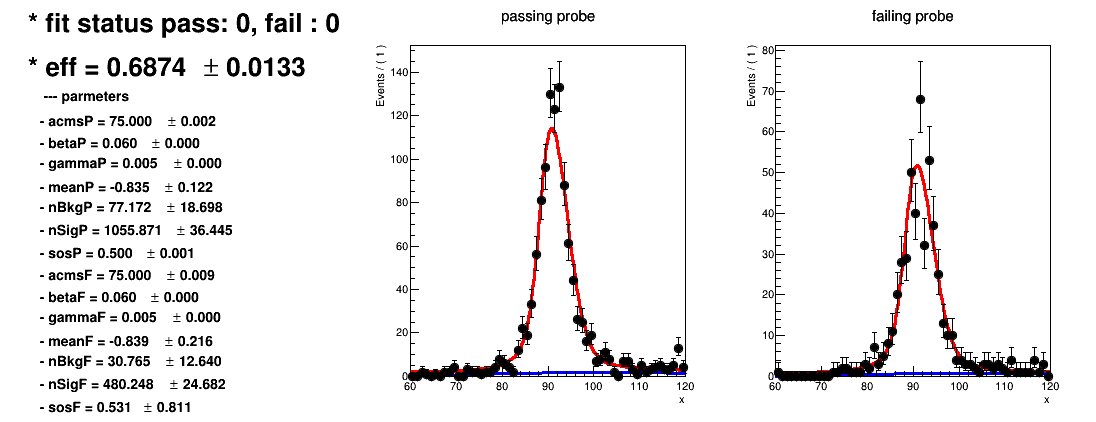 * fit status pass: 0, fail : 0
* eff = 0.6874 ± 0.0133
--- parmeters
- acmsP = 75.000 ± 0.002
- betaP = 0.060 ± 0.000
- gammaP = 0.005 ± 0.000
- meanP = -0.835 ± 0.122
- nBkgP = 77.172 ± 18.698
- nSigP = 1055.871 ± 36.445
- sosP = 0.500 ± 0.001
- acmsF = 75.000 ± 0.009
- betaF = 0.060 ± 0.000
- gammaF = 0.005 ± 0.000
- meanF = -0.839 ± 0.216
- nBkgF = 30.765 ± 12.640
- nSigF = 480.248 ± 24.682
- sosF = 0.531 ± 0.811
passing probe
Events / ( 1 )
140
120
100
80
60
40
20
0
60 70 80 90 100 110 120
x
failing probe
Events / ( 1 )
80
70
60
50
40
30
20
10
0
60 70 80 90 100 110 120
x